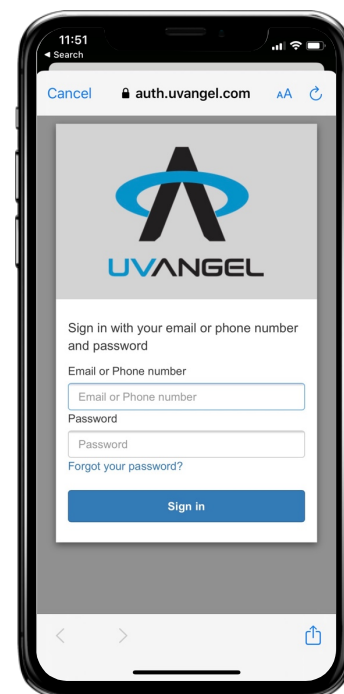 11:51
◀ Search
Cancel auth.uvangel.com AA
UVANGEL
Sign in with your email or phone number
and password
Email or Phone number
Email or Phone number
Password
Password
Forgot your password?
Sign in